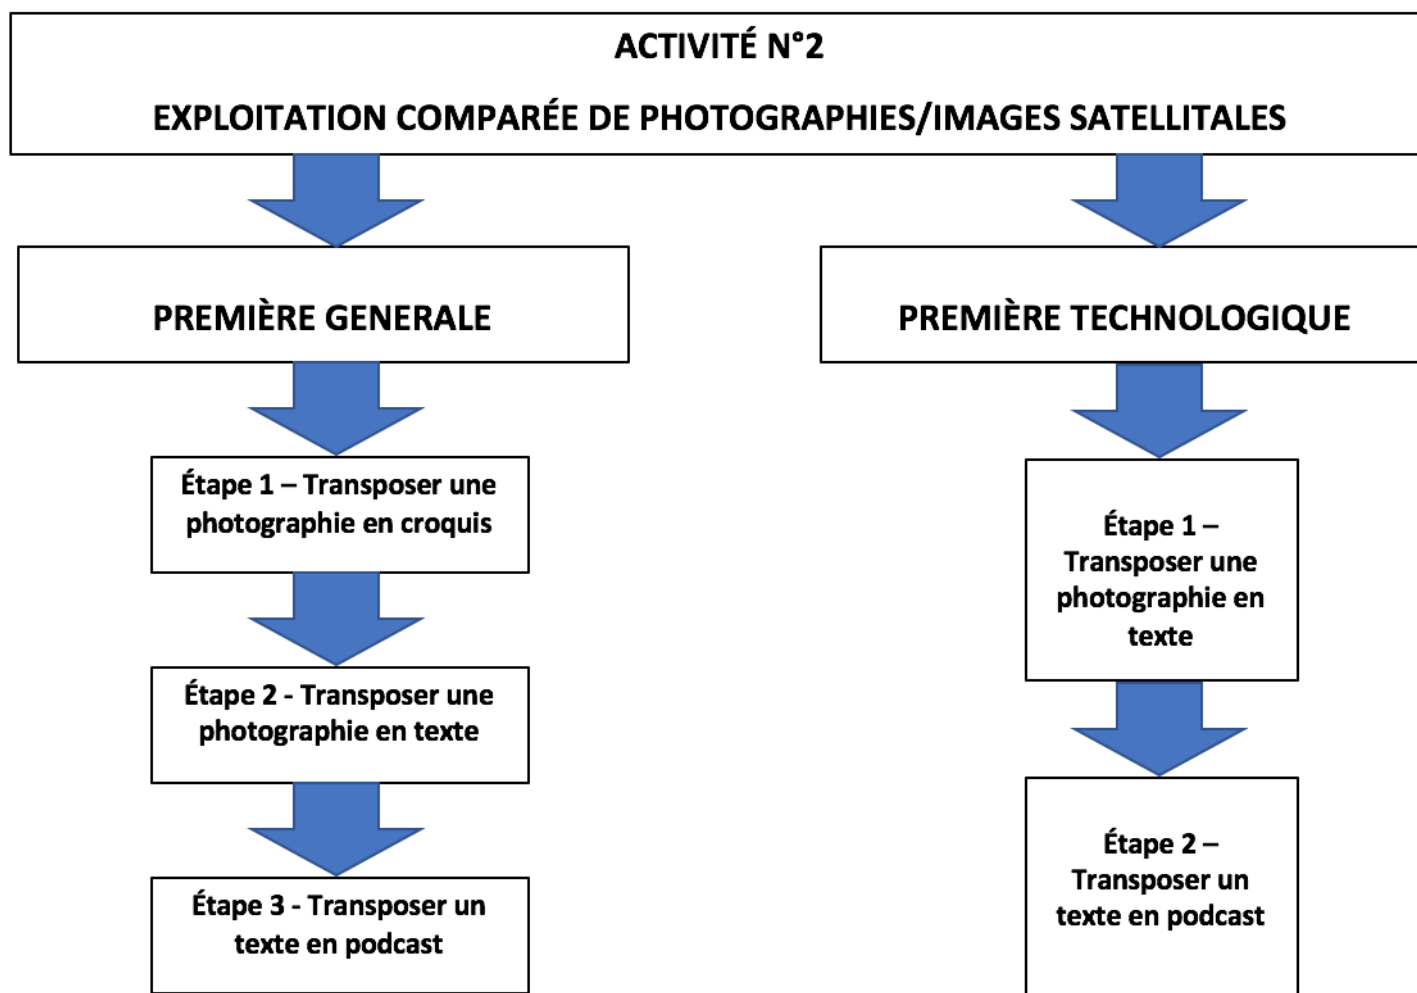 ACTIVITÉ N°2
EXPLOITATION COMPARÉE DE PHOTOGRAPHIES/IMAGES SATELLITALES
PREMIÈRE GENERALE
Étape 1 – Transposer une
photographie en croquis
Étape 2 - Transposer une
photographie en texte
Étape 3 - Transposer un
texte en podcast
PREMIÈRE TECHNOLOGIQUE
Étape 1 –
Transposer une
photographie en
texte
Étape 2 –
Transposer un
texte en podcast